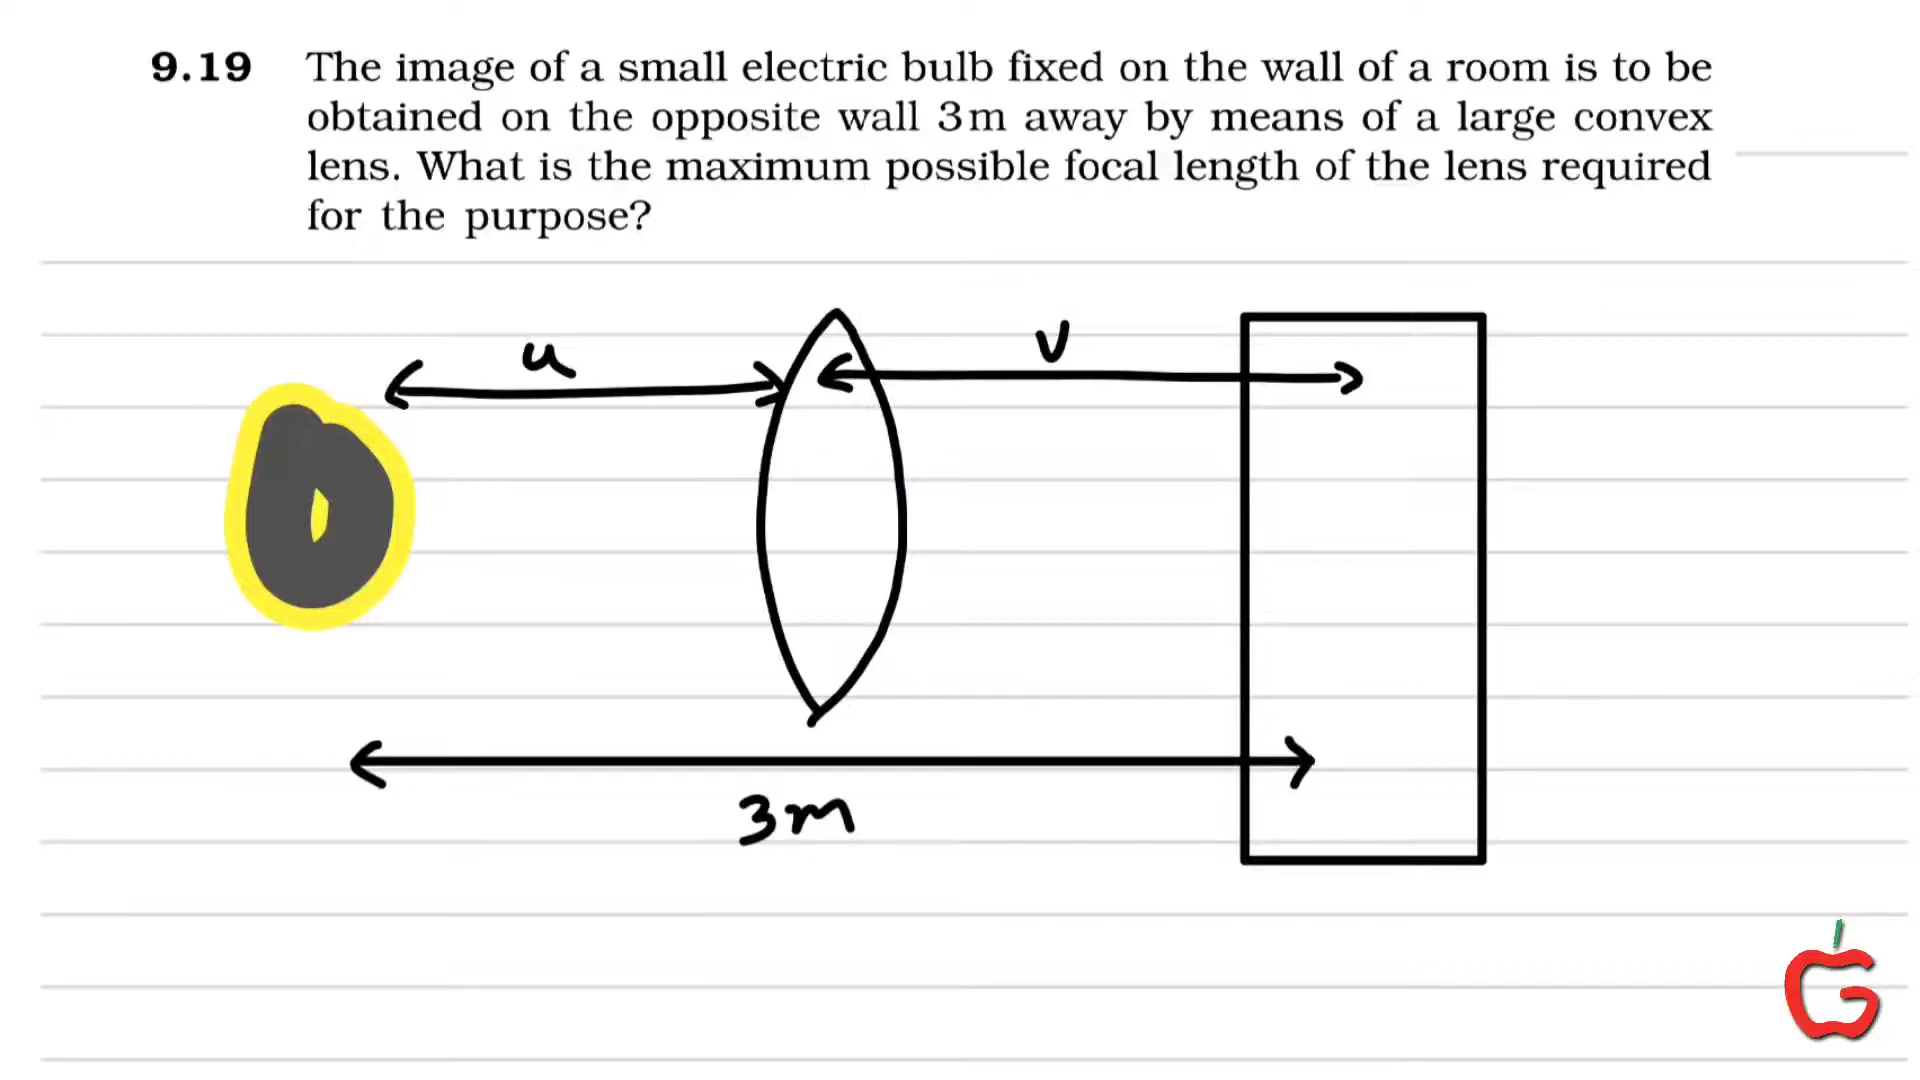 9.19 The image of a small electric bulb fixed on the wall of a room is to be
obtained on the opposite wall 3m away by means of a large convex
lens. What is the maximum possible focal length of the lens required
for the purpose?
u
v
3m
G